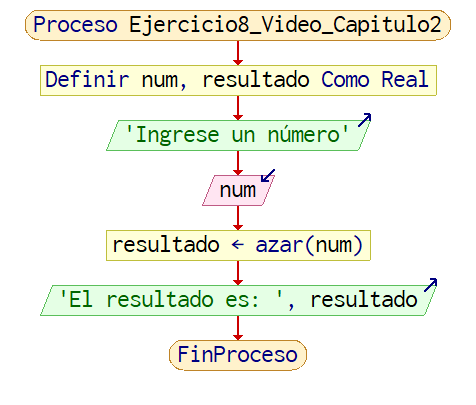 Proceso Ejercicio8_Video_Capitulo2
Definir num, resultado Como Real
'Ingrese un número'
num
resultado ← azar(num)
'El resultado es: ', resultado
FinProceso